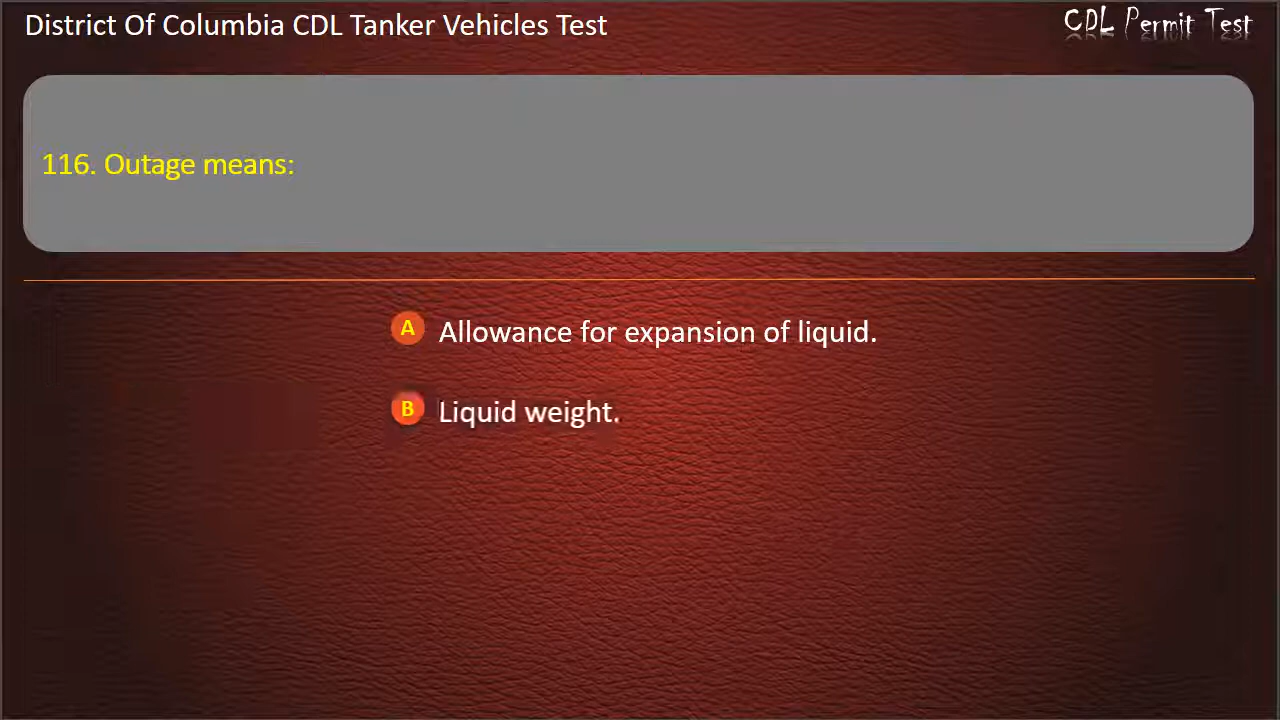 District Of Columbia CDL Tanker Vehicles Test
CDL Permit Test
116. Outage means:
A Allowance for expansion of liquid.
B Liquid weight.